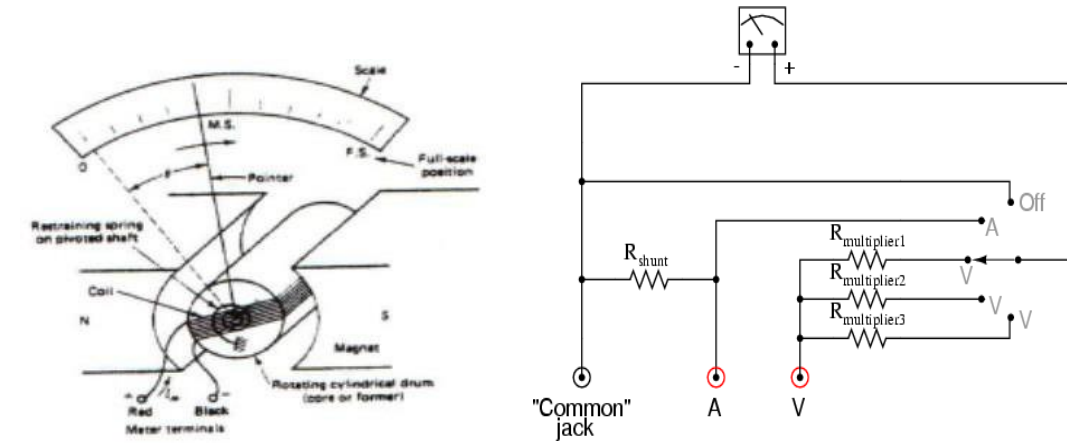 Scale
M.S.
O
F.S.
Full-scale
position
Pointer
Restraining spring
on pivoted shaft
Coil
N
S
Magnet
Rotating cylindrical drum
(core or former)
+
-
Red
Black
Meter terminals
- +
Off
A
Rmultiplier1
V
Rshunt
Rmultiplier2
V
Rmultiplier3
V
"Common"
jack
A
V